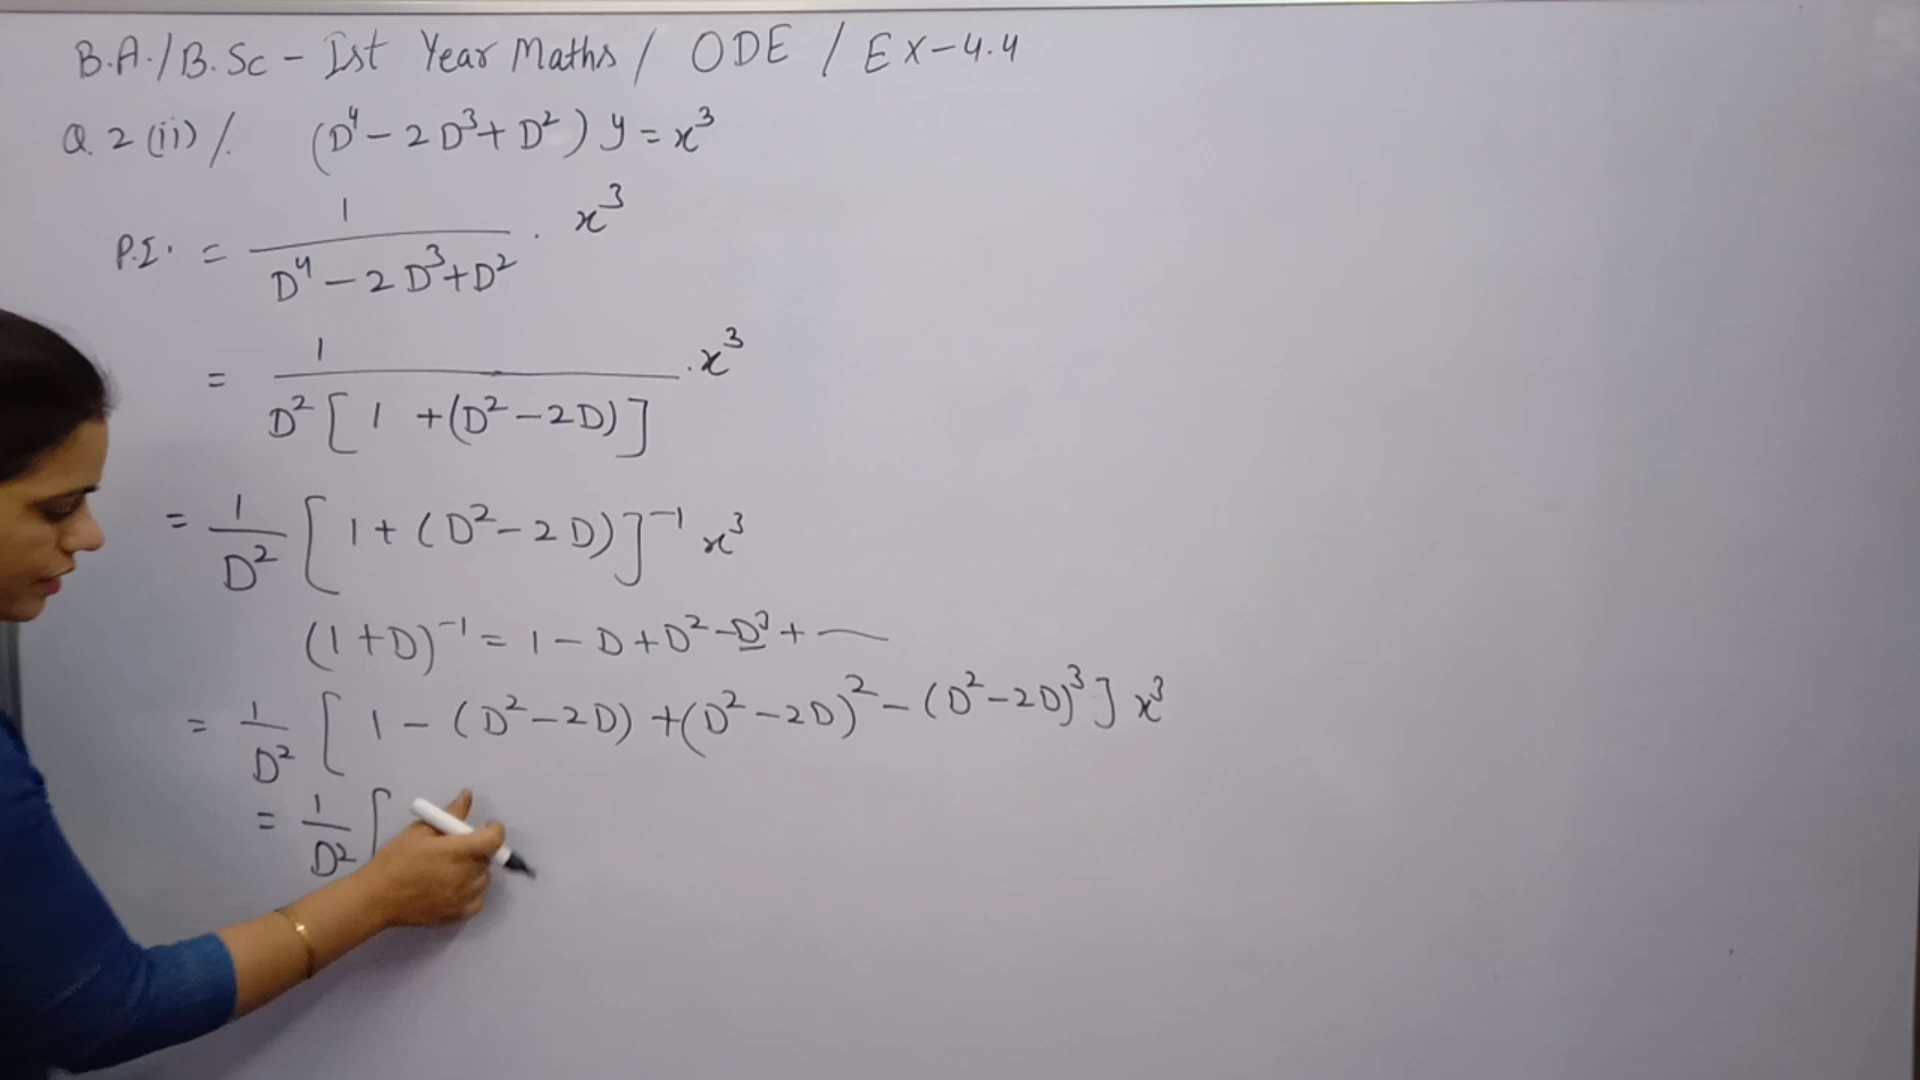 B.A./B.Sc - Ist Year Maths / ODE / EX-4.4
Q. 2 (ii) /. (D⁴ - 2D³ + D²) y = x³
P.I. = 1 / (D⁴ - 2D³ + D²) . x³
= 1 / (D² [1 + (D² - 2D)]) . x³
= 1/D² [1 + (D² - 2D)]⁻¹ x³
(1+D)⁻¹ = 1 - D + D² - D³ + —
= 1/D² [1 - (D² - 2D) + (D² - 2D)² - (D² - 2D)³] x³
= 1/D² [